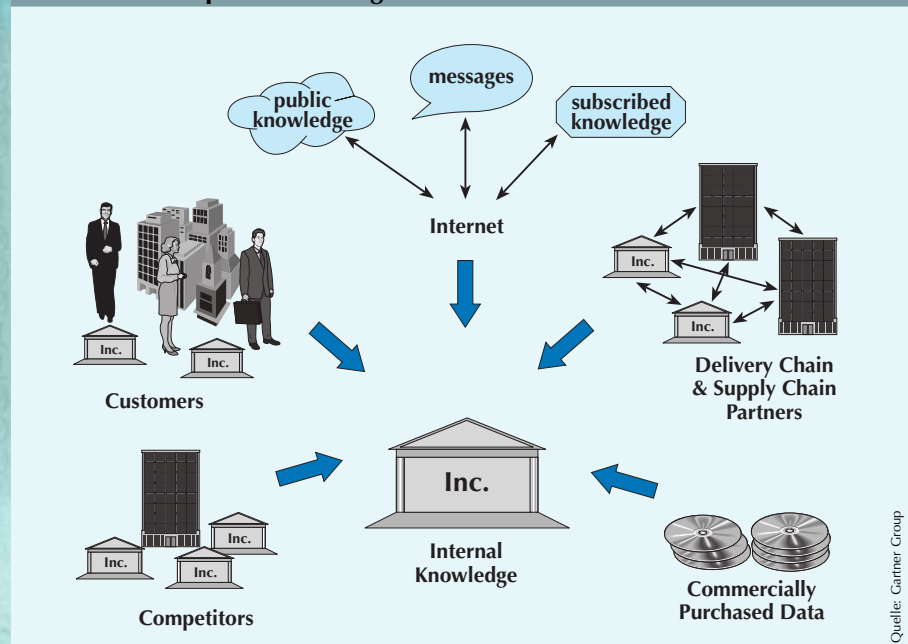 public
knowledge
messages
subscribed
knowledge
Internet
Inc.
Inc.
Customers
Inc.
Inc.
Delivery Chain
& Supply Chain
Partners
Inc.
Inc.
Inc.
Competitors
Inc.
Internal
Knowledge
Commercially
Purchased Data
Quelle: Gartner Group